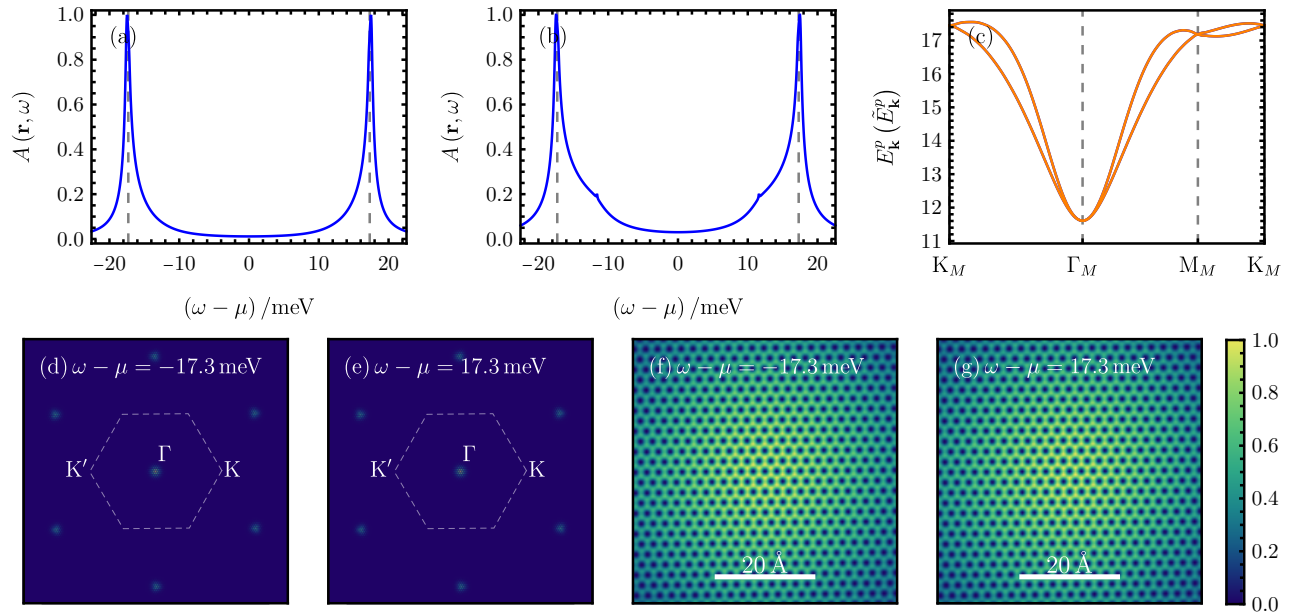 (a)
1.0
0.8
0.6
0.4
0.2
0.0
A (r, ω)
−20 −10 0 10 20
(ω − μ) /meV
(b)
1.0
0.8
0.6
0.4
0.2
0.0
A (r, ω)
−20 −10 0 10 20
(ω − μ) /meV
(c)
17
16
15
14
13
12
11
E^p_k (Ẽ^p_k)
K_M Γ_M M_M K_M
(d) ω − μ = −17.3 meV
Γ
K′ K
(e) ω − μ = 17.3 meV
Γ
K′ K
(f) ω − μ = −17.3 meV
20 Å
(g) ω − μ = 17.3 meV
20 Å
1.0
0.8
0.6
0.4
0.2
0.0